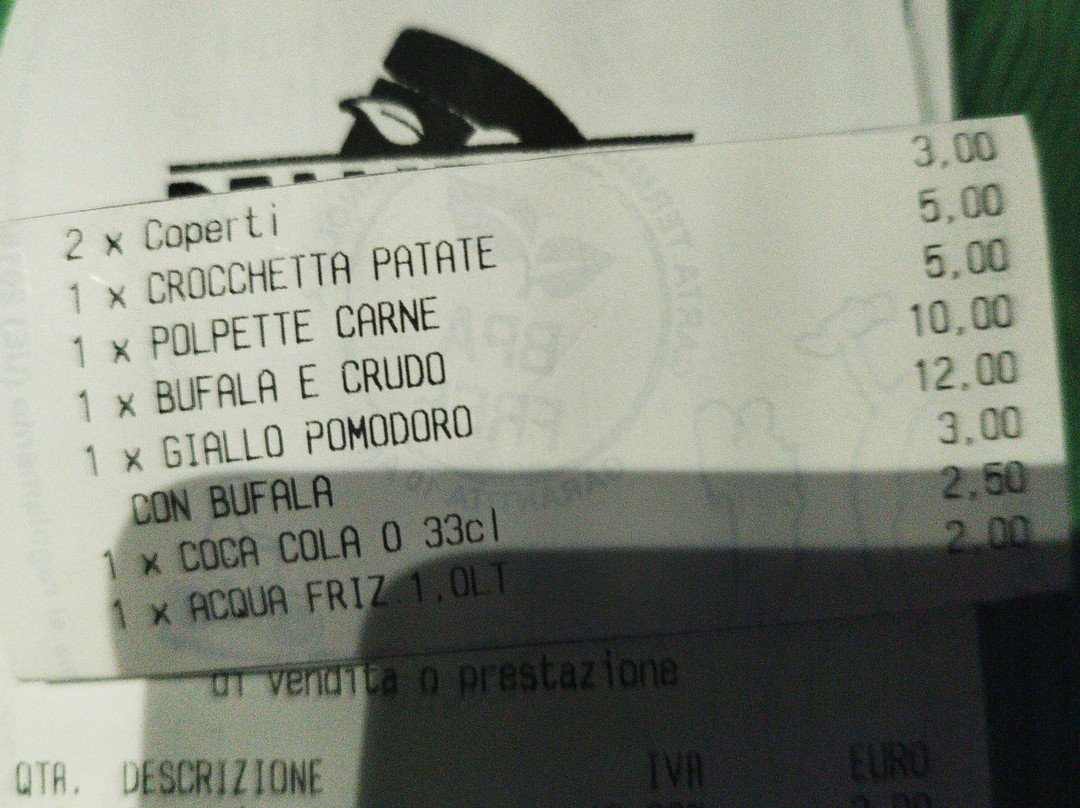 2 x Coperti 3,00
1 x CROCCHETTA PATATE 5,00
1 x POLPETTE CARNE 5,00
1 x BUFALA E CRUDO 10,00
1 x GIALLO POMODORO 12,00
CON BUFALA 3,00
1 x COCA COLA 0 33cl 2,50
1 x ACQUA FRIZ.1,0LT 2,00
di vendita o prestazione
QTA. DESCRIZIONE IVA EURO